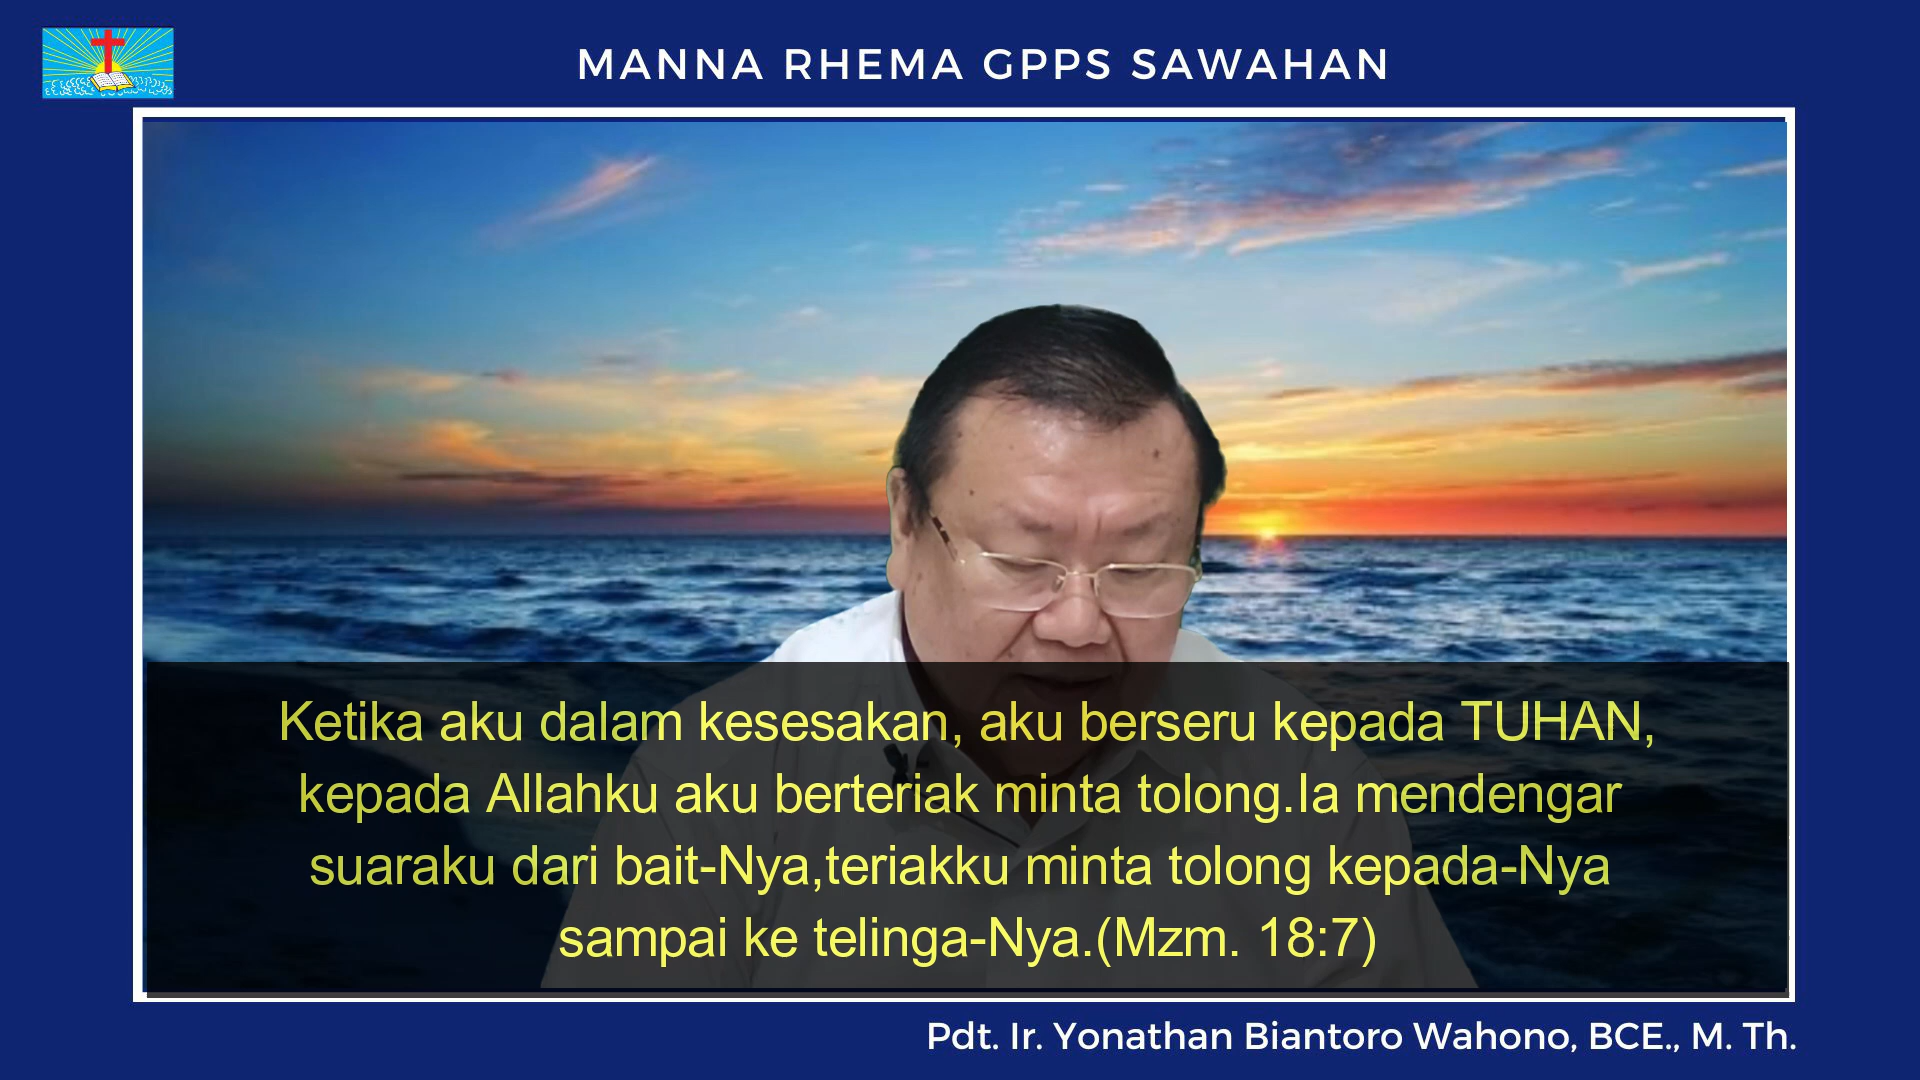 MANNA RHEMA GPPS SAWAHAN
Ketika aku dalam kesesakan, aku berseru kepada TUHAN,
kepada Allahku aku berteriak minta tolong.Ia mendengar
suaraku dari bait-Nya,teriakku minta tolong kepada-Nya
sampai ke telinga-Nya.(Mzm. 18:7)
Pdt. Ir. Yonathan Biantoro Wahono, BCE., M. Th.